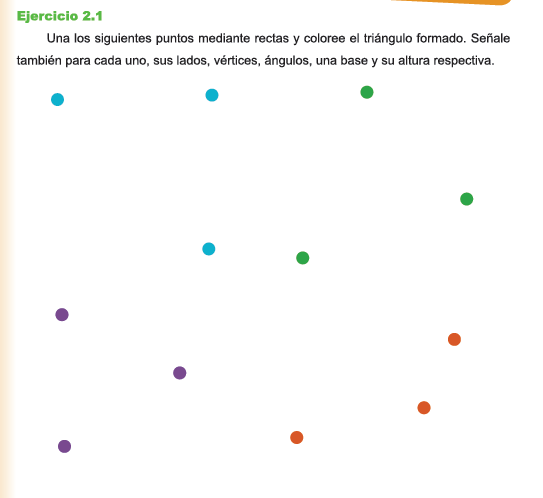 Ejercicio 2.1
Una los siguientes puntos mediante rectas y coloree el triángulo formado. Señale
también para cada uno, sus lados, vértices, ángulos, una base y su altura respectiva.